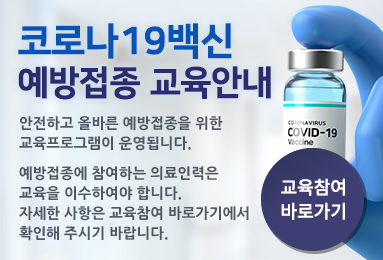 코로나19백신
예방접종 교육안내
안전하고 올바른 예방접종을 위한
교육프로그램이 운영됩니다.
예방접종에 참여하는 의료인력은
교육을 이수하여야 합니다.
자세한 사항은 교육참여 바로가기에서
확인해 주시기 바랍니다.
CORONAVIRUS
COVID-19
Vaccine
교육참여
바로가기